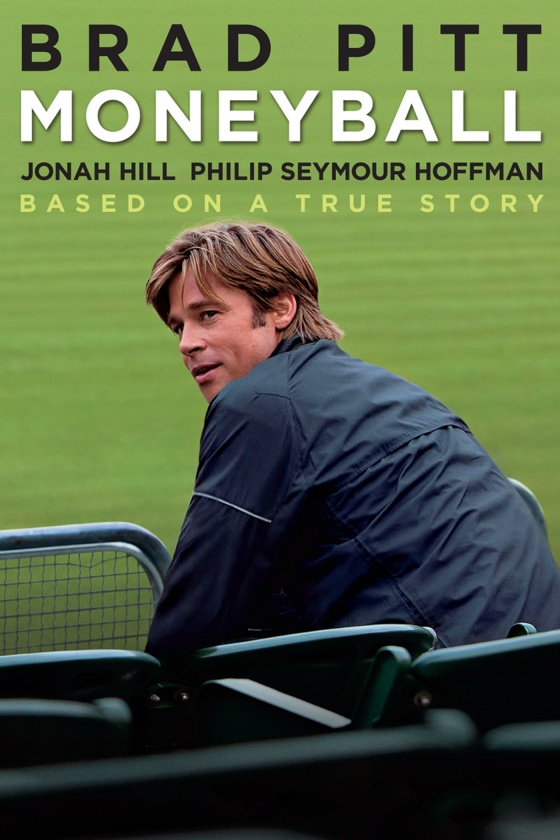 BRAD PITT
MONEYBALL
JONAH HILL PHILIP SEYMOUR HOFFMAN
BASED ON A TRUE STORY